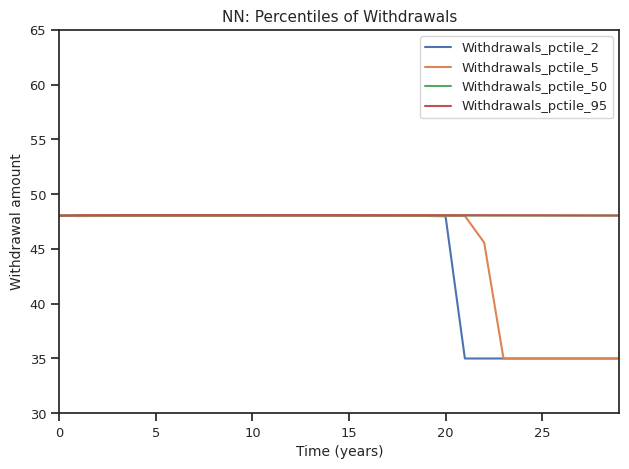 NN: Percentiles of Withdrawals
65
60
55
50
45
40
35
30
Withdrawal amount
Withdrawals_pctile_2
Withdrawals_pctile_5
Withdrawals_pctile_50
Withdrawals_pctile_95
0 5 10 15 20 25
Time (years)